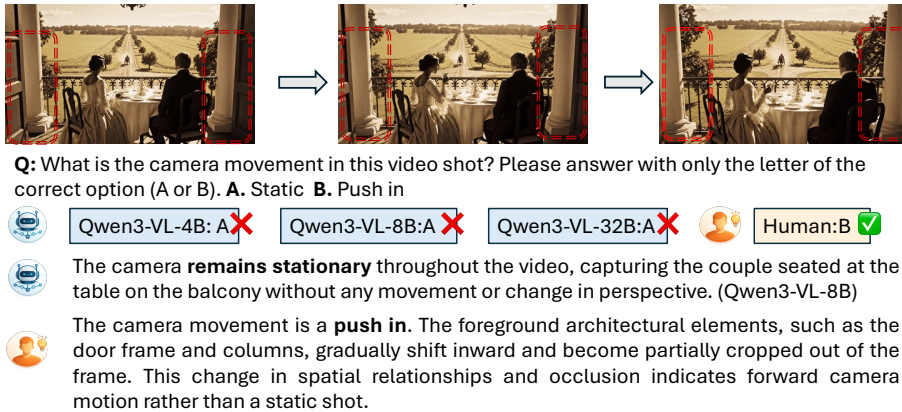 Q: What is the camera movement in this video shot? Please answer with only the letter of the
correct option (A or B). A. Static B. Push in
Qwen3-VL-4B: A Qwen3-VL-8B:A Qwen3-VL-32B:A Human:B
The camera remains stationary throughout the video, capturing the couple seated at the
table on the balcony without any movement or change in perspective. (Qwen3-VL-8B)
The camera movement is a push in. The foreground architectural elements, such as the
door frame and columns, gradually shift inward and become partially cropped out of the
frame. This change in spatial relationships and occlusion indicates forward camera
motion rather than a static shot.